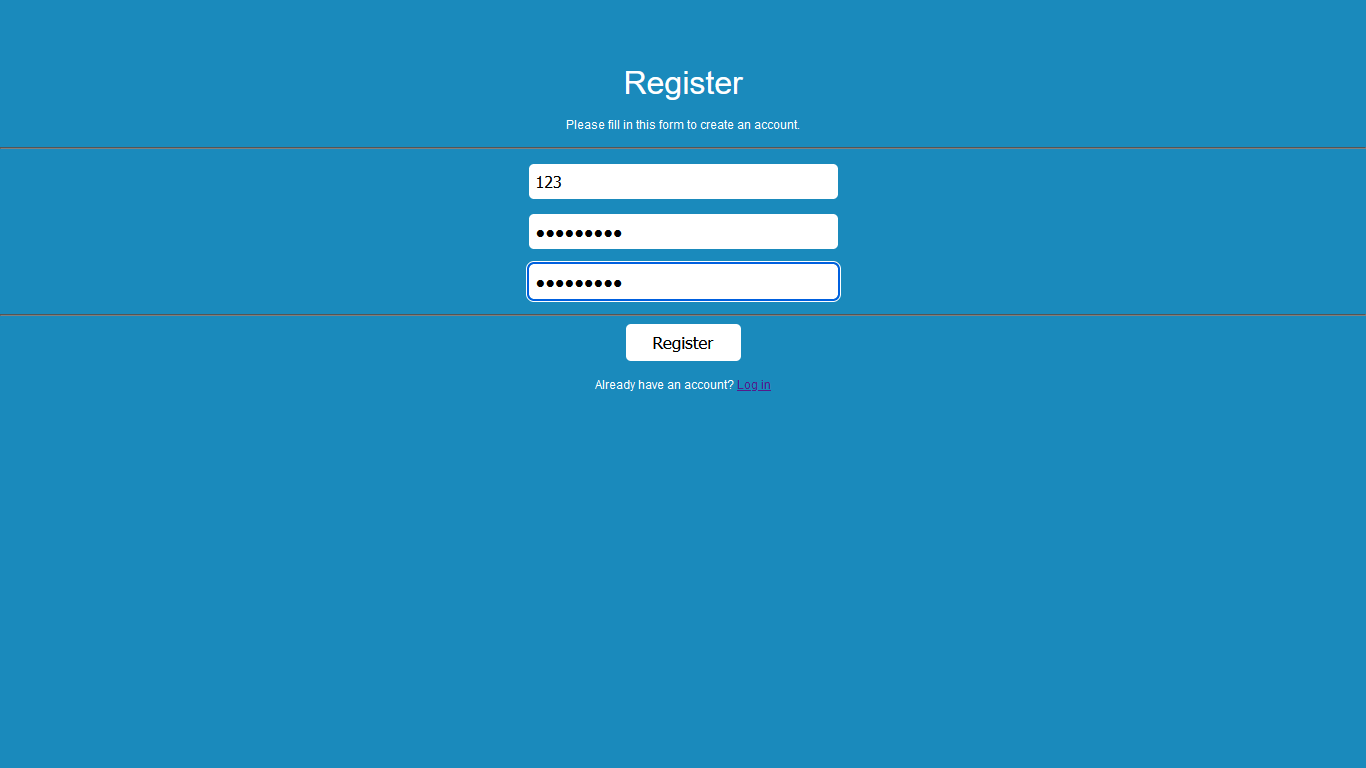 Register
Please fill in this form to create an account.
123
●●●●●●●●●
●●●●●●●●●
Register
Already have an account? Log in